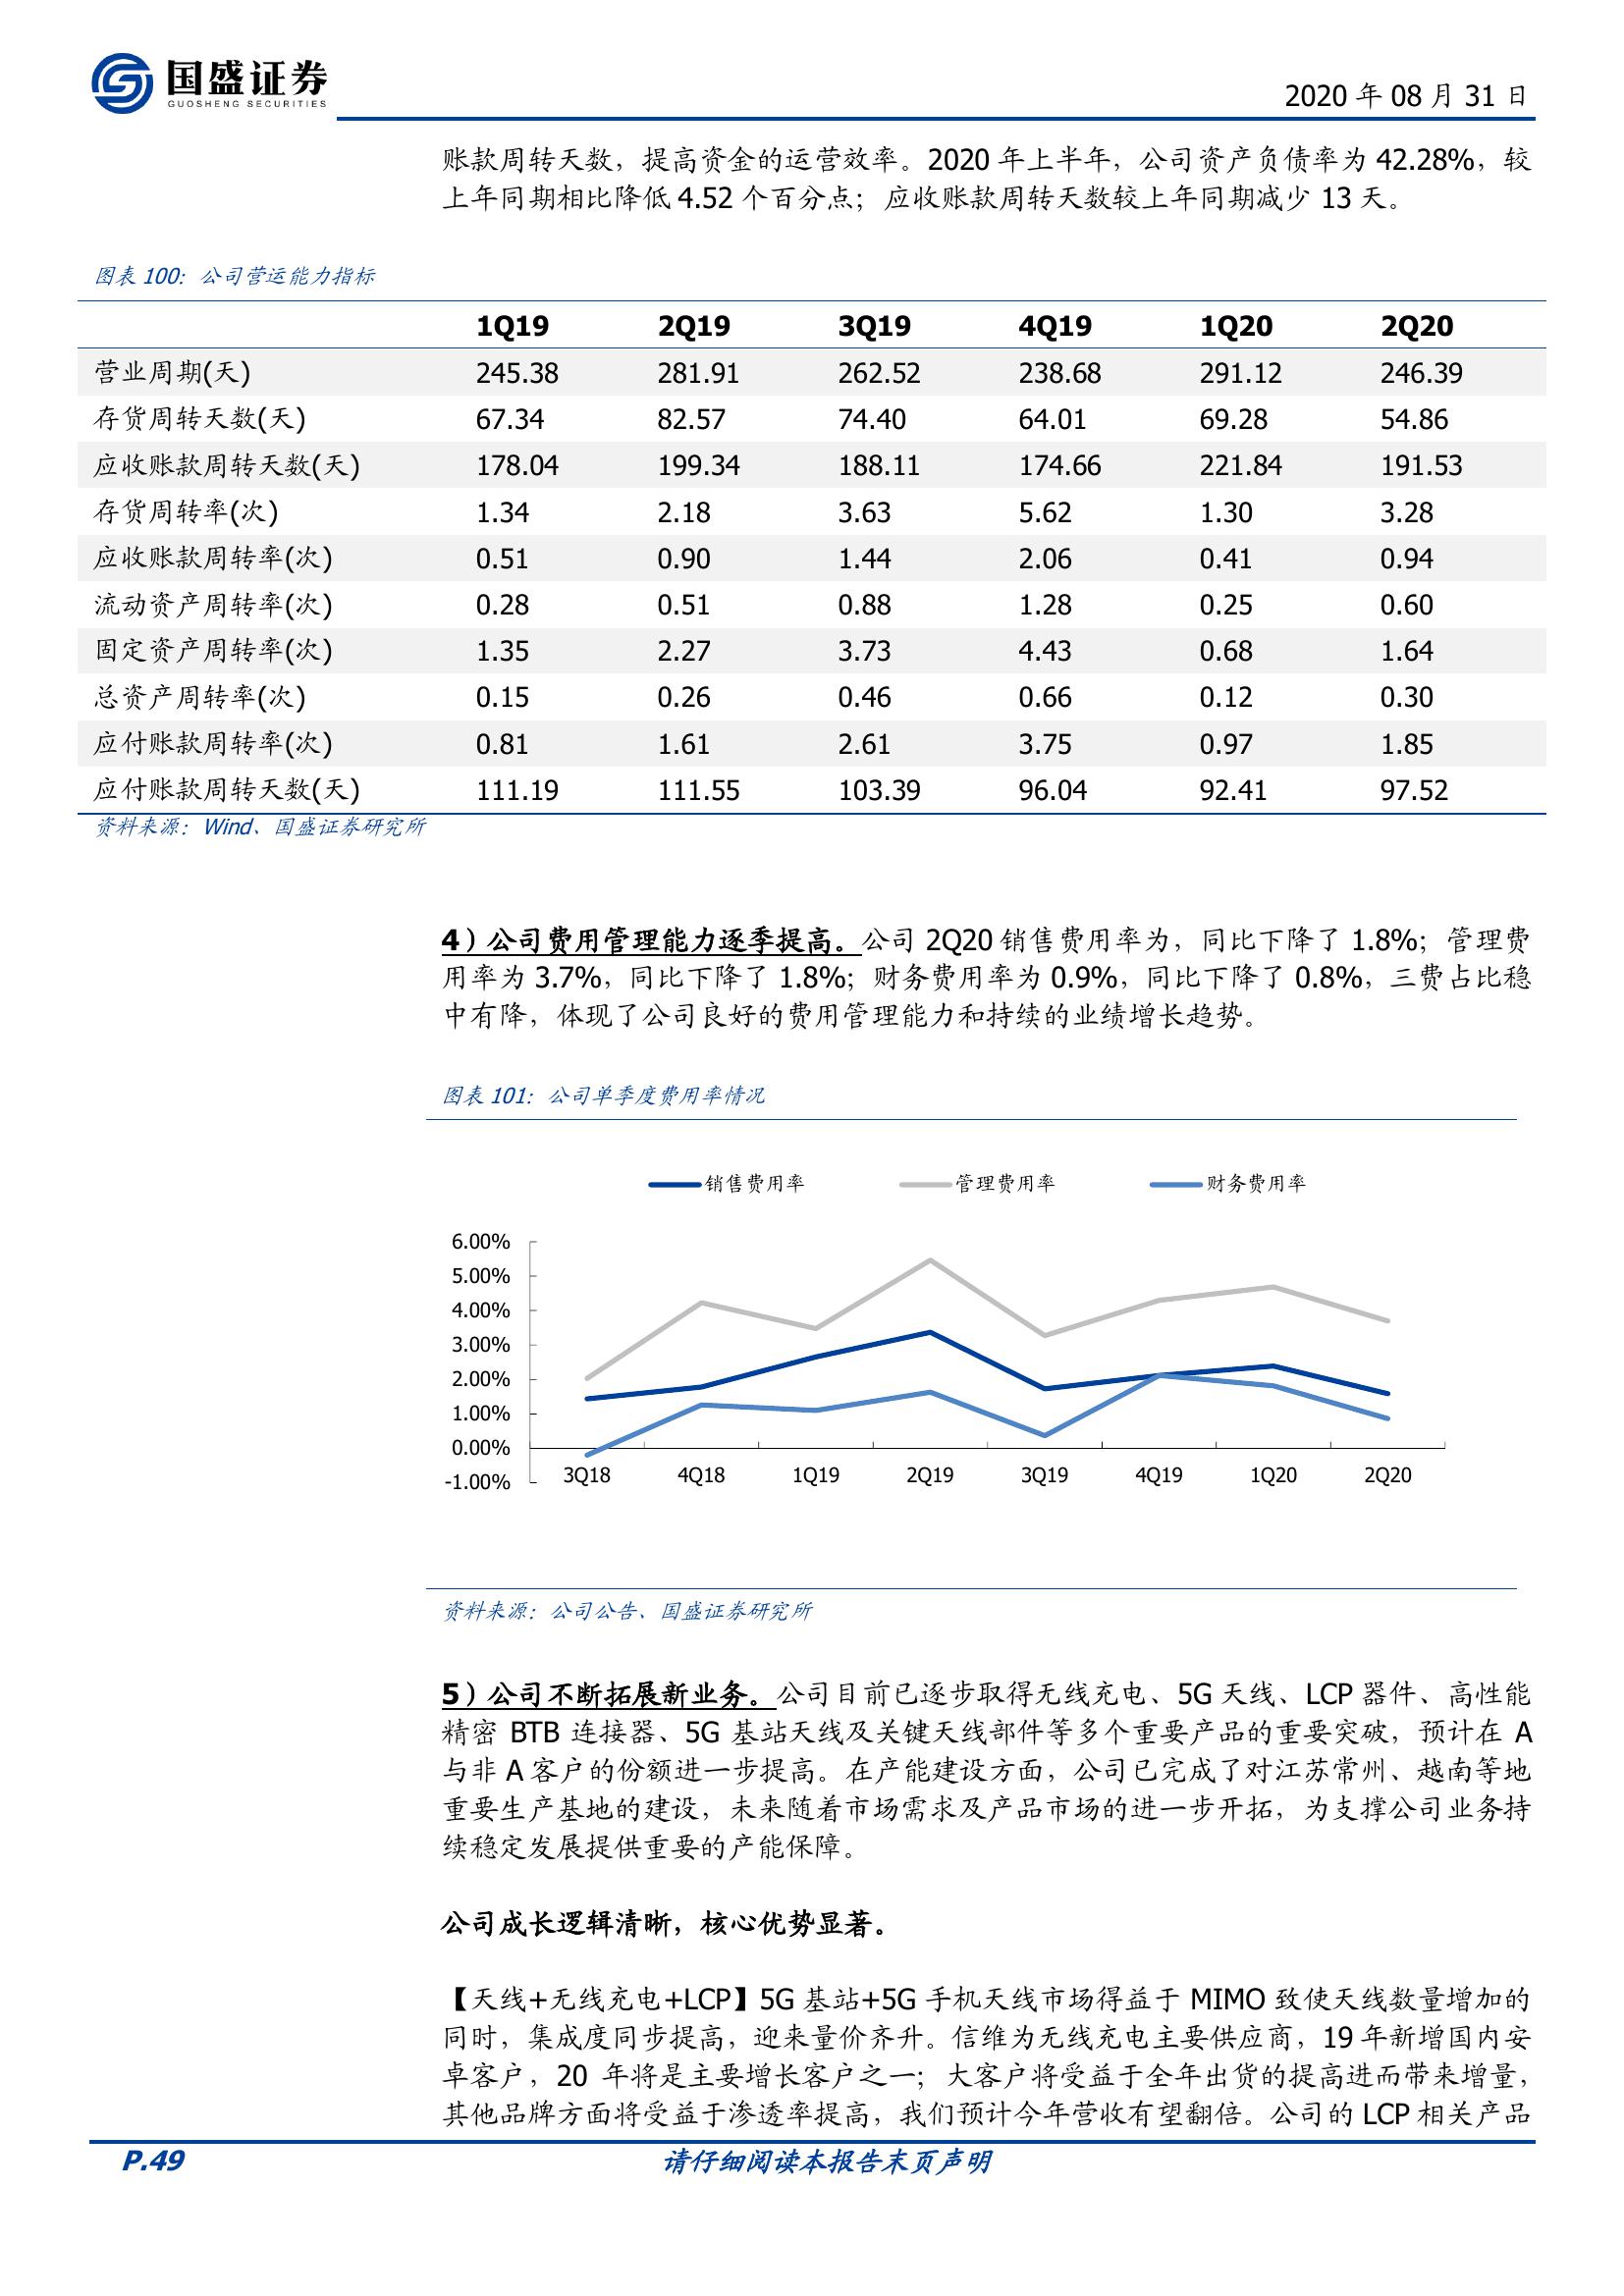 国盛证券
GUOSHENG SECURITIES
2020 年 08 月 31 日
账款周转天数，提高资金的运营效率。2020 年上半年，公司资产负债率为 42.28%，较
上年同期相比降低 4.52 个百分点；应收账款周转天数较上年同期减少 13 天。
图表 100：公司营运能力指标
1Q19 2Q19 3Q19 4Q19 1Q20 2Q20
营业周期(天) 245.38 281.91 262.52 238.68 291.12 246.39
存货周转天数(天) 67.34 82.57 74.40 64.01 69.28 54.86
应收账款周转天数(天) 178.04 199.34 188.11 174.66 221.84 191.53
存货周转率(次) 1.34 2.18 3.63 5.62 1.30 3.28
应收账款周转率(次) 0.51 0.90 1.44 2.06 0.41 0.94
流动资产周转率(次) 0.28 0.51 0.88 1.28 0.25 0.60
固定资产周转率(次) 1.35 2.27 3.73 4.43 0.68 1.64
总资产周转率(次) 0.15 0.26 0.46 0.66 0.12 0.30
应付账款周转率(次) 0.81 1.61 2.61 3.75 0.97 1.85
应付账款周转天数(天) 111.19 111.55 103.39 96.04 92.41 97.52
资料来源：Wind、国盛证券研究所
4）公司费用管理能力逐季提高。公司 2Q20 销售费用率为，同比下降了 1.8%；管理费
用率为 3.7%，同比下降了 1.8%；财务费用率为 0.9%，同比下降了 0.8%，三费占比稳
中有降，体现了公司良好的费用管理能力和持续的业绩增长趋势。
图表 101：公司单季度费用率情况
销售费用率 管理费用率 财务费用率
6.00%
5.00%
4.00%
3.00%
2.00%
1.00%
0.00%
-1.00%
3Q18 4Q18 1Q19 2Q19 3Q19 4Q19 1Q20 2Q20
资料来源：公司公告、国盛证券研究所
5）公司不断拓展新业务。公司目前已逐步取得无线充电、5G 天线、LCP 器件、高性能
精密 BTB 连接器、5G 基站天线及关键天线部件等多个重要产品的重要突破，预计在 A
与非 A 客户的份额进一步提高。在产能建设方面，公司已完成了对江苏常州、越南等地
重要生产基地的建设，未来随着市场需求及产品市场的进一步开拓，为支撑公司业务持
续稳定发展提供重要的产能保障。
公司成长逻辑清晰，核心优势显著。
【天线+无线充电+LCP】5G 基站+5G 手机天线市场得益于 MIMO 致使天线数量增加的
同时，集成度同步提高，迎来量价齐升。信维为无线充电主要供应商，19 年新增国内安
卓客户，20 年将是主要增长客户之一；大客户将受益于全年出货的提高进而带来增量，
其他品牌方面将受益于渗透率提高，我们预计今年营收有望翻倍。公司的 LCP 相关产品
P.49
请仔细阅读本报告末页声明